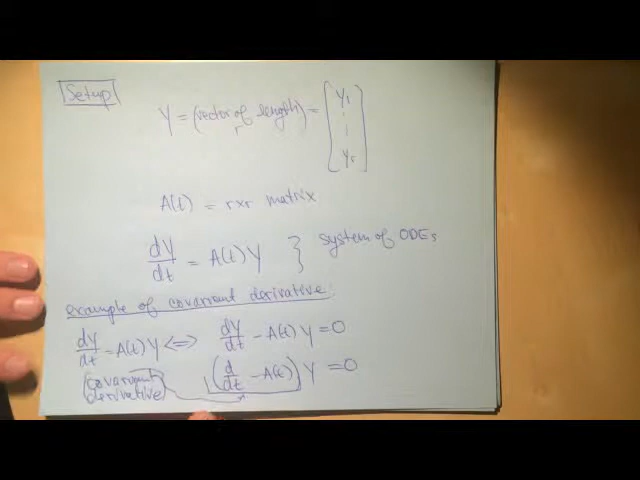 Setup
Y = (vector of length r) = [y₁ ⋮ yᵣ]
A(t) = r×r matrix
dY/dt = A(t) Y } system of ODEs
example of covariant derivative:
dY/dt = A(t) Y <=> dY/dt - A(t) Y = 0
covariant derivative (d/dt - A(t)) Y = 0